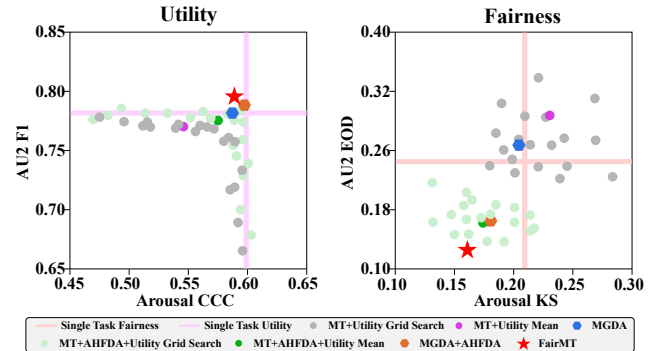 Utility
Fairness
0.85
0.80
0.75
0.70
0.65
AU2 F1
0.45 0.50 0.55 0.60 0.65
Arousal CCC
0.40
0.32
0.26
0.18
0.10
AU2 EOD
0.10 0.15 0.20 0.26 0.30
Arousal KS
Single Task Fairness Single Task Utility MT+Utility Grid Search MT+Utility Mean MGDA
MT+AHFDA+Utility Grid Search MT+AHFDA+Utility Mean MGDA+AHFDA FairMT